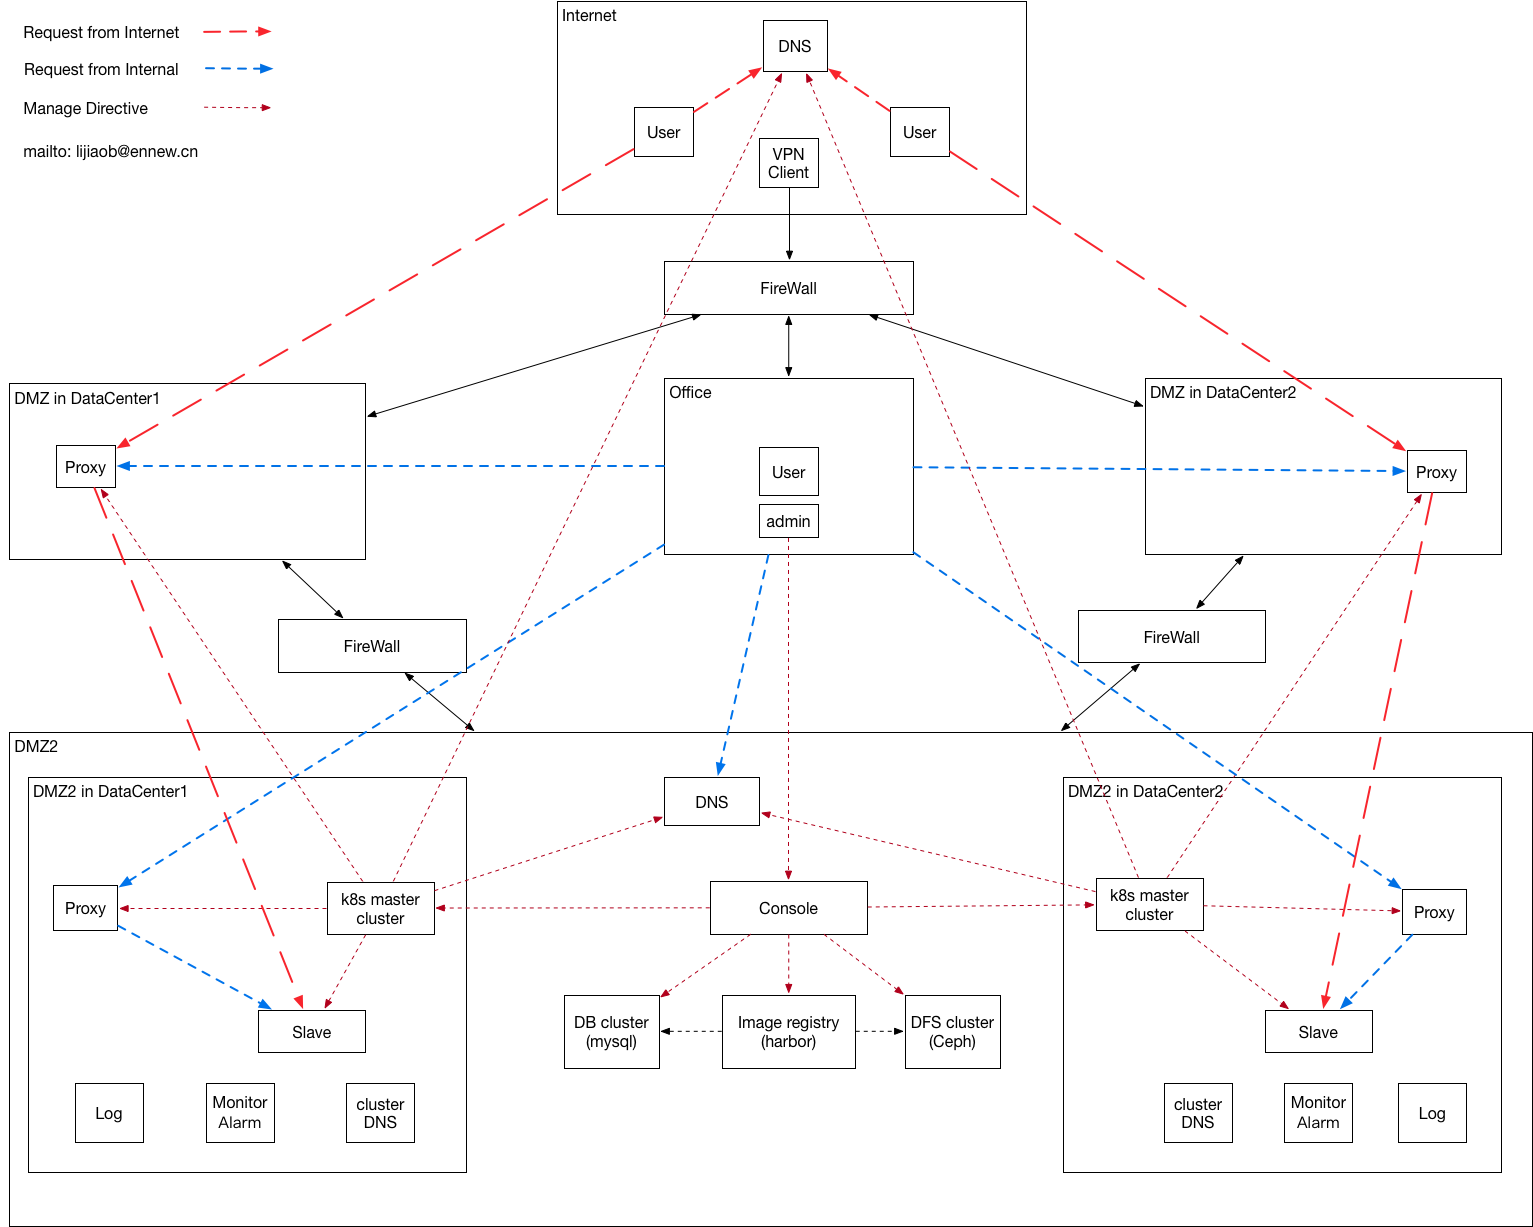 Request from Internet
Request from Internal
Manage Directive
mailto: lijiaob@ennew.cn
Internet
DNS
User
User
VPN
Client
FireWall
DMZ in DataCenter1
Proxy
Office
User
admin
DMZ in DataCenter2
Proxy
FireWall
FireWall
DMZ2
DMZ2 in DataCenter1
Proxy
k8s master
cluster
Slave
Log
Monitor
Alarm
cluster
DNS
DNS
Console
DB cluster
(mysql)
Image registry
(harbor)
DFS cluster
(Ceph)
DMZ2 in DataCenter2
k8s master
cluster
Proxy
Slave
cluster
DNS
Monitor
Alarm
Log